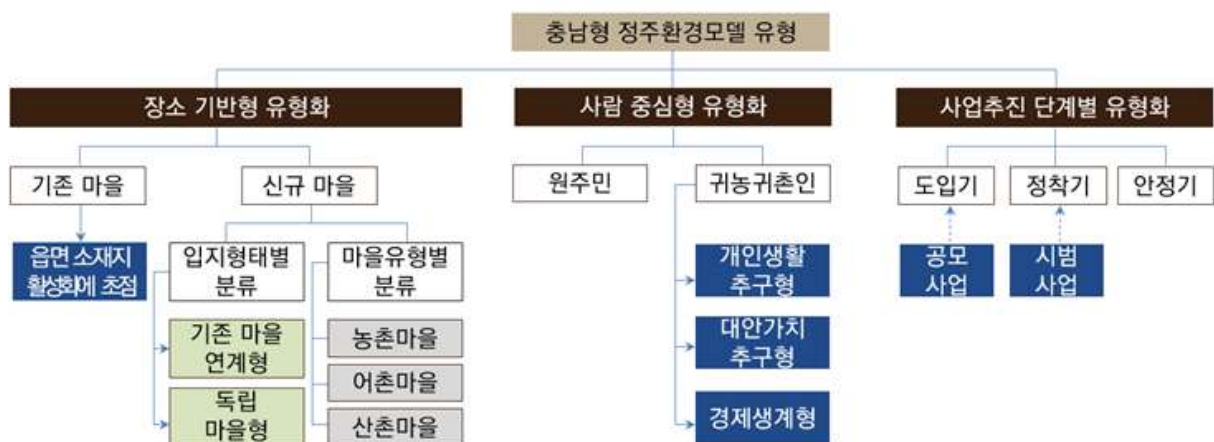 충남형 정주환경모델 유형
장소 기반형 유형화
사람 중심형 유형화
사업추진 단계별 유형화
기존 마을
신규 마을
원주민
귀농귀촌인
도입기
정착기
안정기
읍면 소재지
활성회에 초점
입지형태별
분류
마을유형별
분류
개인생활
추구형
공모
사업
시범
사업
기존 마을
연계형
농촌마을
대안가치
추구형
어촌마을
독립
마을형
산촌마을
경제생계형